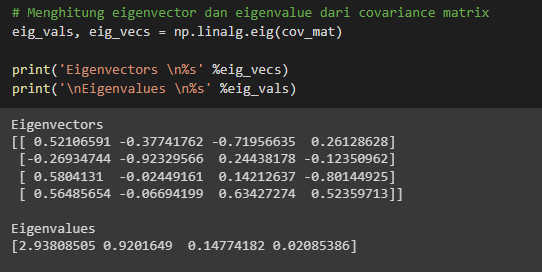 # Menghitung eigenvector dan eigenvalue dari covariance matrix
eig_vals, eig_vecs = np.linalg.eig(cov_mat)
print('Eigenvectors \n%s' %eig_vecs)
print('\nEigenvalues \n%s' %eig_vals)
Eigenvectors
[[ 0.52106591 -0.37741762 -0.71956635  0.26128628]
 [-0.26934744 -0.92329566  0.24438178 -0.12350962]
 [ 0.5804131  -0.02449161  0.14212637 -0.80144925]
 [ 0.56485654 -0.06694199  0.63427274  0.52359713]]
Eigenvalues
[2.93808505 0.9201649  0.14774182 0.02085386]